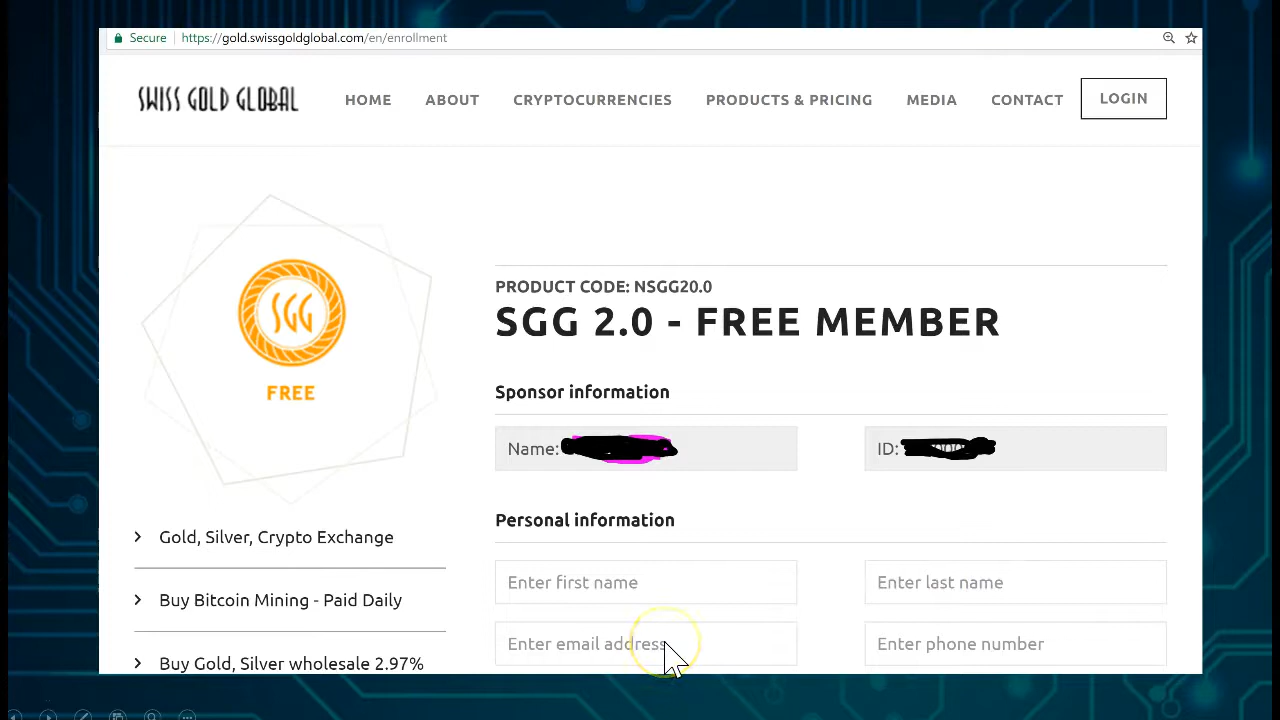 Secure https://gold.swissgoldglobal.com/en/enrollment
SWISS GOLD GLOBAL HOME ABOUT CRYPTOCURRENCIES PRODUCTS & PRICING MEDIA CONTACT LOGIN
SGG
FREE
PRODUCT CODE: NSGG20.0
SGG 2.0 - FREE MEMBER
Sponsor information
Name: ID:
Personal information
Gold, Silver, Crypto Exchange
Enter first name Enter last name
Buy Bitcoin Mining - Paid Daily
Enter email address Enter phone number
Buy Gold, Silver wholesale 2.97%